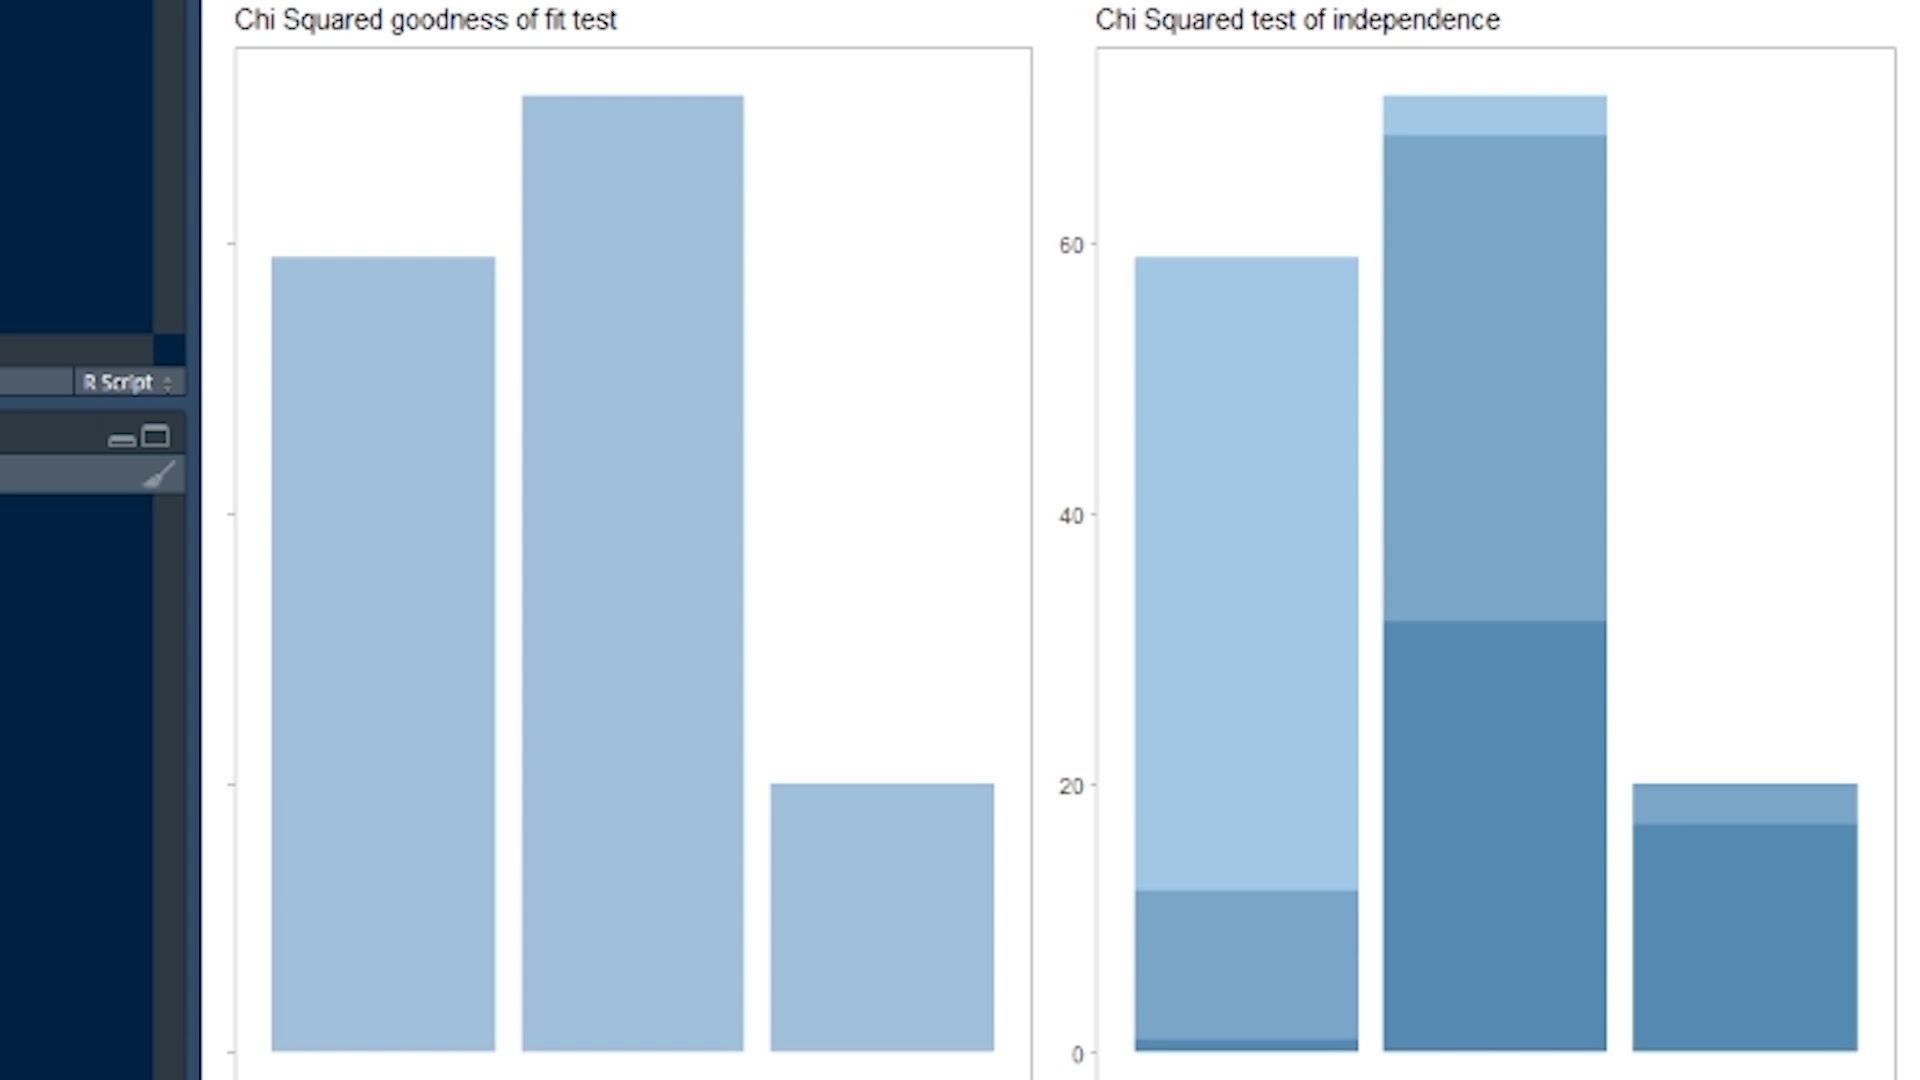 Chi Squared goodness of fit test
Chi Squared test of independence
60
40
20
0
R Script